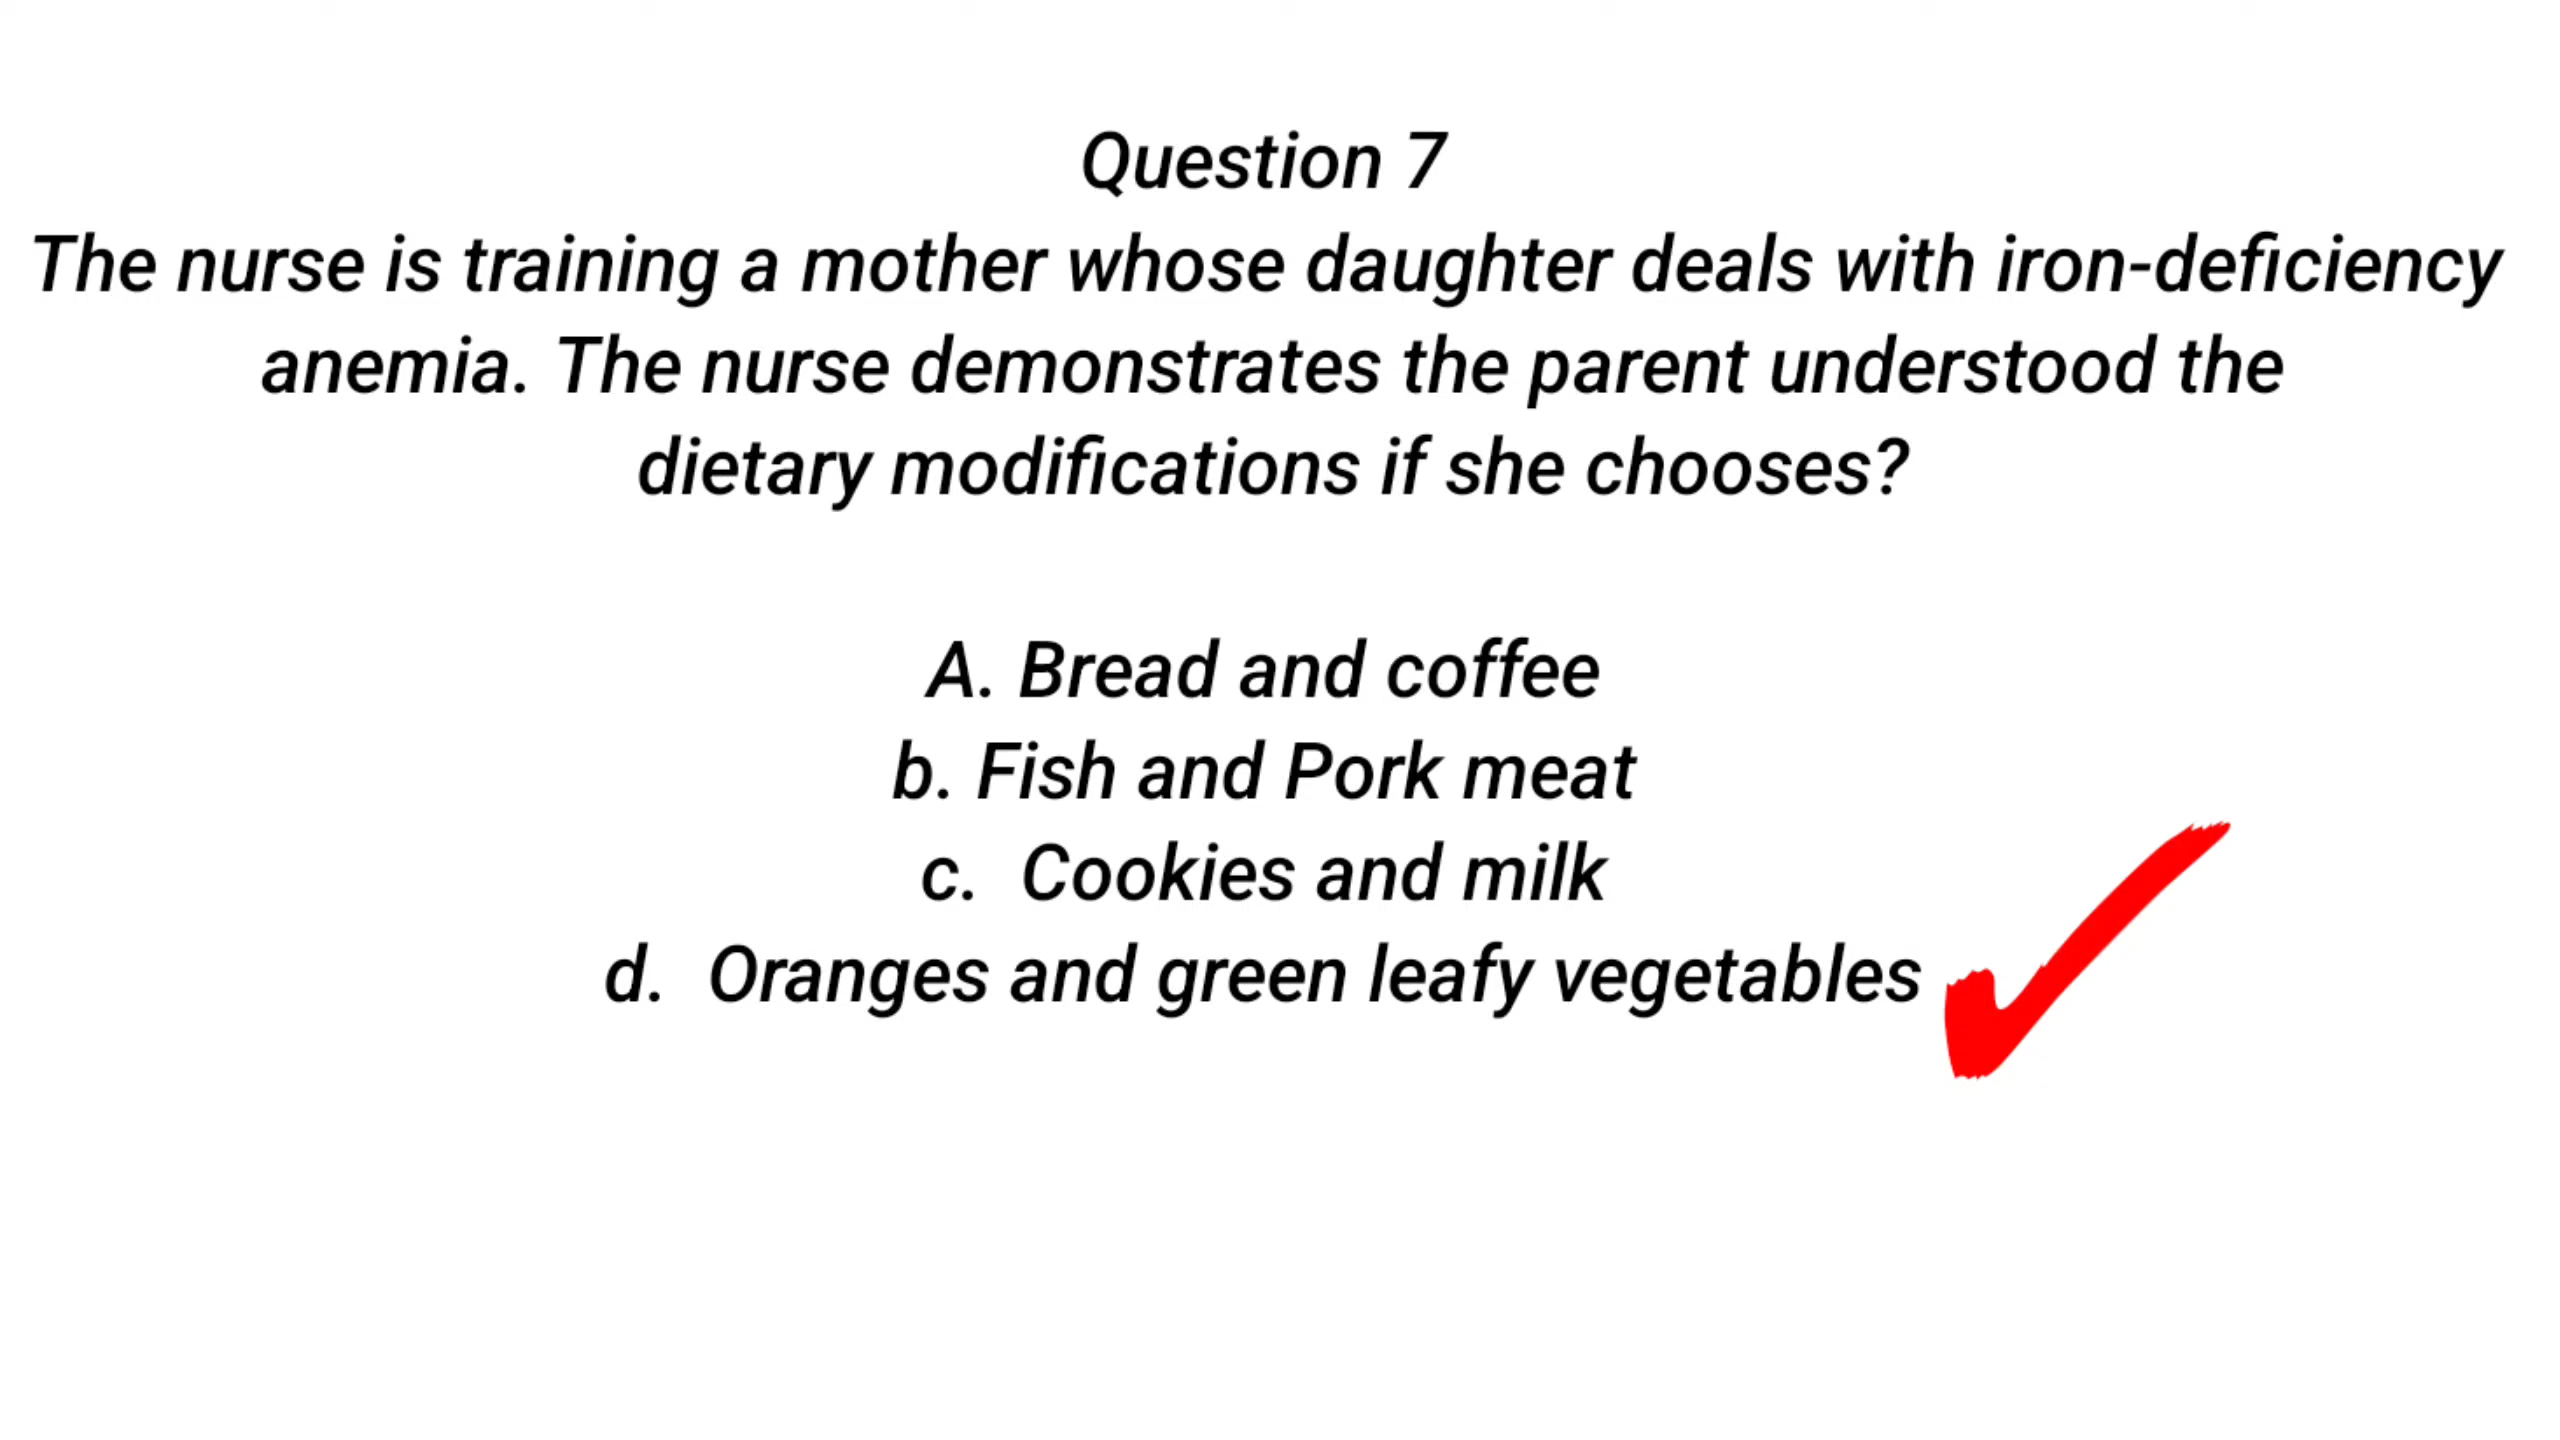 Question 7
The nurse is training a mother whose daughter deals with iron-deficiency
anemia. The nurse demonstrates the parent understood the
dietary modifications if she chooses?
A. Bread and coffee
b. Fish and Pork meat
c. Cookies and milk
d. Oranges and green leafy vegetables